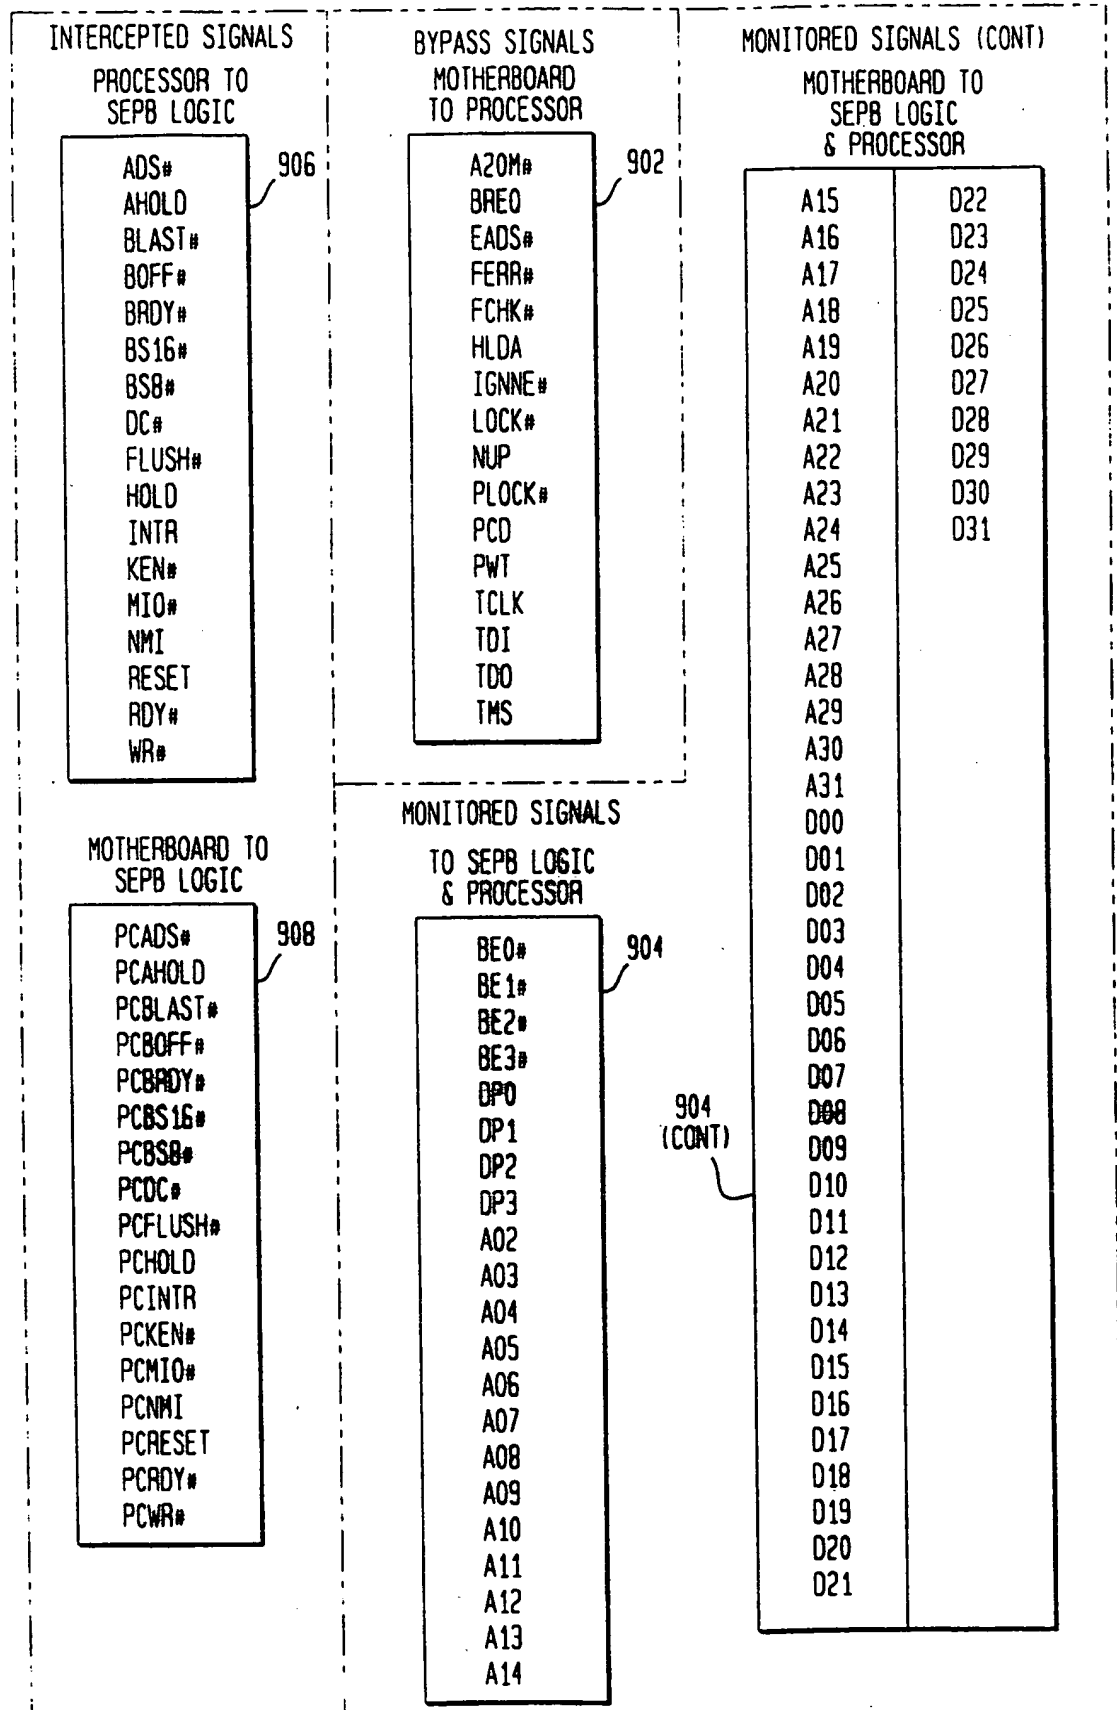 INTERCEPTED SIGNALS
PROCESSOR TO
SEPB LOGIC
906
ADS#
AHOLD
BLAST#
BOFF#
BRDY#
BS16#
BS8#
DC#
FLUSH#
HOLD
INTR
KEN#
MIO#
NMI
RESET
RDY#
WR#
MOTHERBOARD TO
SEPB LOGIC
908
PCADS#
PCAHOLD
PCBLAST#
PCBOFF#
PCBRDY#
PCBS16#
PCBS8#
PCDC#
PCFLUSH#
PCHOLD
PCINTR
PCKEN#
PCMIO#
PCNMI
PCRESET
PCRDY#
PCWR#
BYPASS SIGNALS
MOTHERBOARD
TO PROCESSOR
902
A20M#
BREQ
EADS#
FERR#
FCHK#
HLDA
IGNNE#
LOCK#
NUP
PLOCK#
PCD
PWT
TCLK
TDI
TDO
TMS
MONITORED SIGNALS
TO SEPB LOGIC
& PROCESSOR
904
BE0#
BE1#
BE2#
BE3#
DP0
DP1
DP2
DP3
A02
A03
A04
A05
A06
A07
A08
A09
A10
A11
A12
A13
A14
MONITORED SIGNALS (CONT)
MOTHERBOARD TO
SEPB LOGIC
& PROCESSOR
904
(CONT)
A15
A16
A17
A18
A19
A20
A21
A22
A23
A24
A25
A26
A27
A28
A29
A30
A31
D00
D01
D02
D03
D04
D05
D06
D07
D08
D09
D10
D11
D12
D13
D14
D15
D16
D17
D18
D19
D20
D21
D22
D23
D24
D25
D26
D27
D28
D29
D30
D31